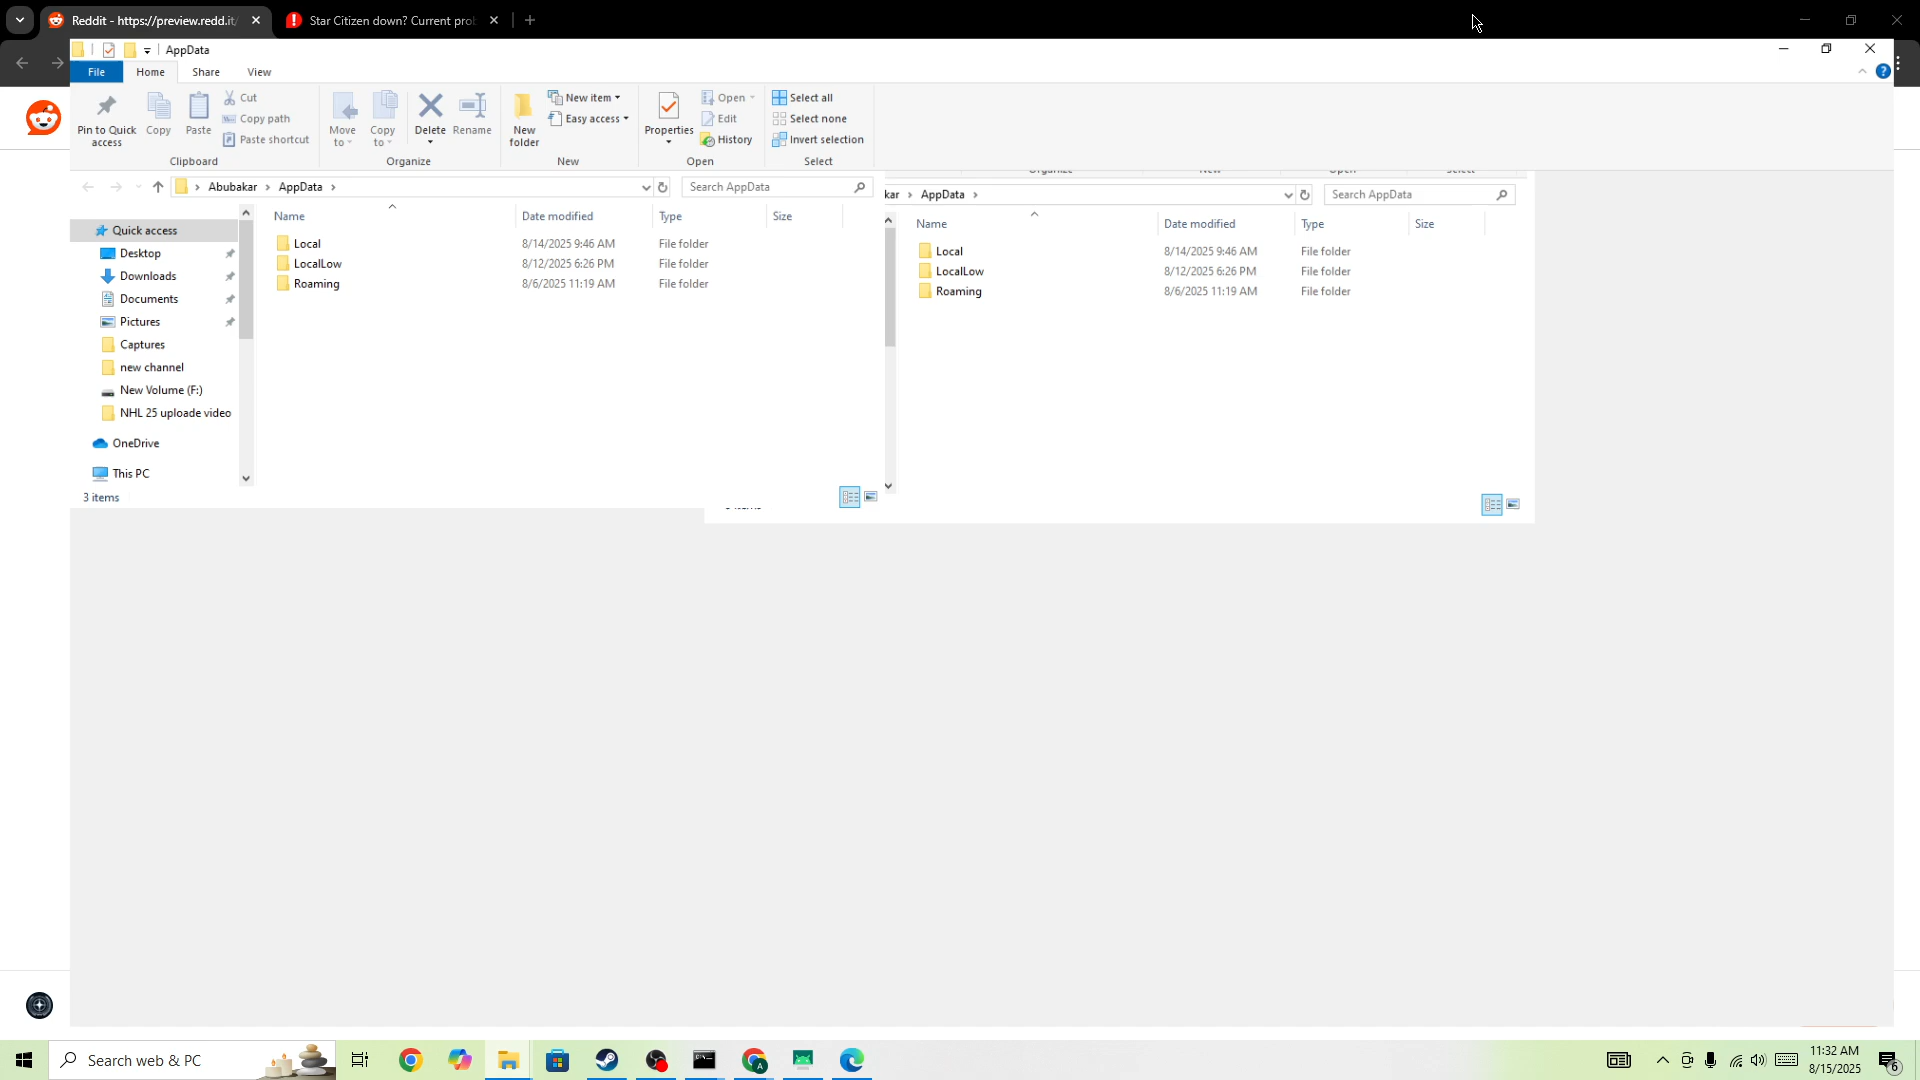 Reddit - https://preview.redd.it/
Star Citizen down? Current pro
AppData
File
Home
Share
View
Pin to Quick access
Copy
Paste
Cut
Copy path
Paste shortcut
Clipboard
Move to
Copy to
Delete
Rename
Organize
New folder
New item
Easy access
New
Properties
Open
Edit
History
Open
Select all
Select none
Invert selection
Select
Abubakar > AppData >
Search AppData
kar > AppData >
Search AppData
Name Date modified Type Size
Local 8/14/2025 9:46 AM File folder
LocalLow 8/12/2025 6:26 PM File folder
Roaming 8/6/2025 11:19 AM File folder
Name Date modified Type Size
Local 8/14/2025 9:46 AM File folder
LocalLow 8/12/2025 6:26 PM File folder
Roaming 8/6/2025 11:19 AM File folder
Quick access
Desktop
Downloads
Documents
Pictures
Captures
new channel
New Volume (F:)
NHL 25 uploade video
OneDrive
This PC
3 items
Search web & PC
11:32 AM
8/15/2025
6